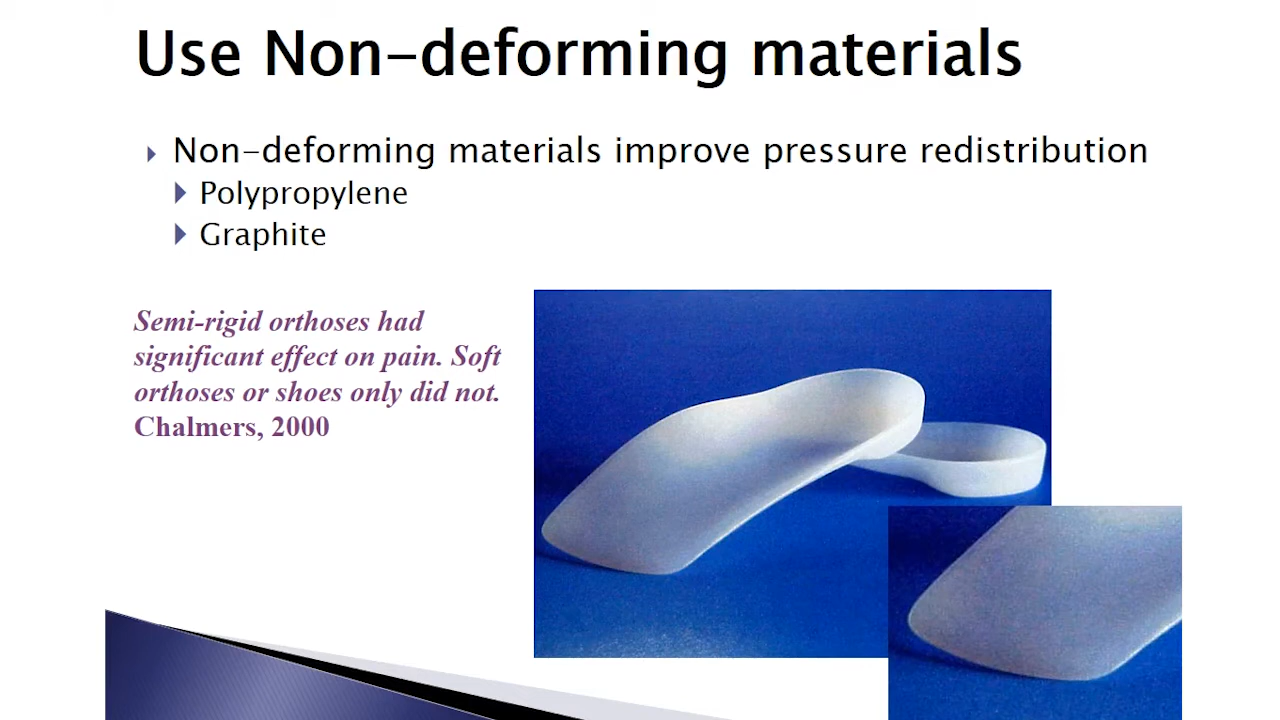 Use Non-deforming materials
Non-deforming materials improve pressure redistribution
Polypropylene
Graphite
Semi-rigid orthoses had
significant effect on pain. Soft
orthoses or shoes only did not.
Chalmers, 2000